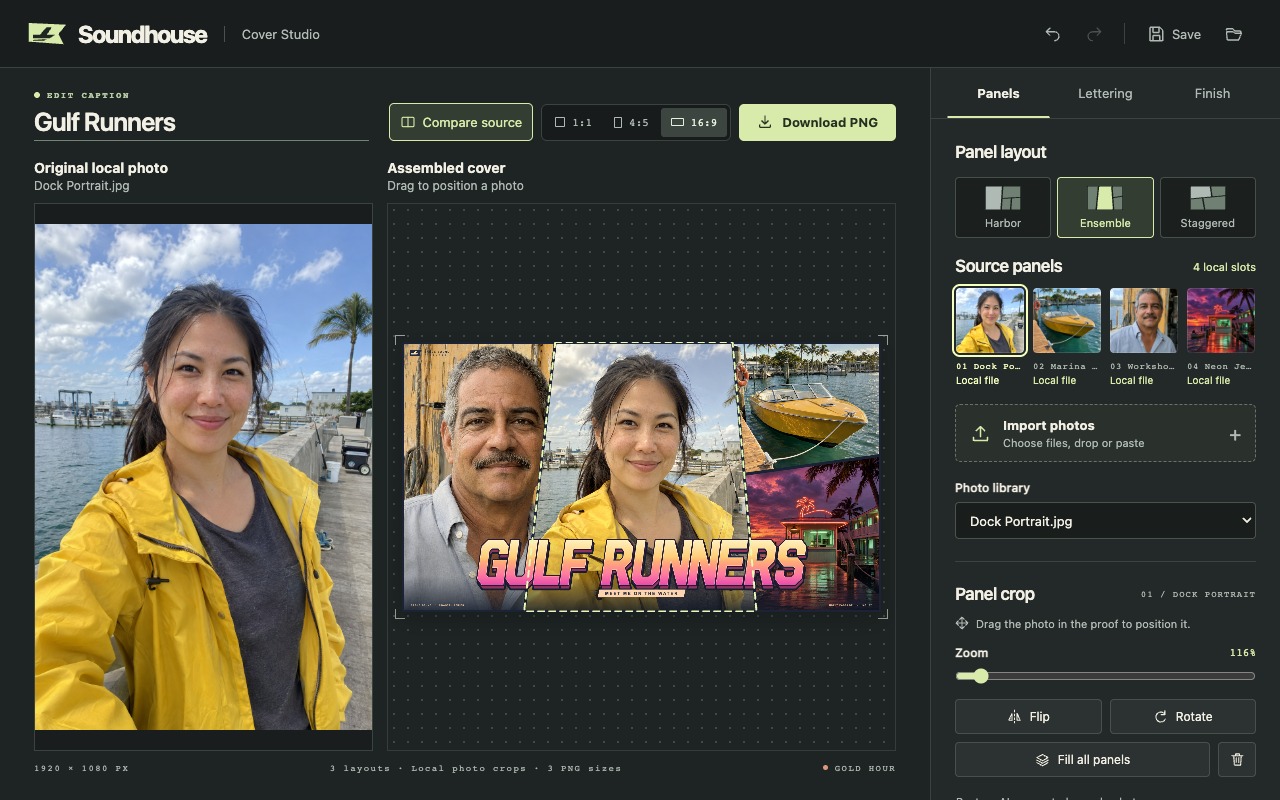 Soundhouse
Cover Studio
Save
EDIT CAPTION
Gulf Runners
Compare source
1:1
4:5
16:9
Download PNG
Original local photo
Dock Portrait.jpg
Assembled cover
Drag to position a photo
GULF RUNNERS
MEET ME ON THE WATER
1920 × 1080 PX
3 layouts · Local photo crops · 3 PNG sizes
GOLD HOUR
Panels
Lettering
Finish
Panel layout
Harbor
Ensemble
Staggered
Source panels
4 local slots
01 Dock Po…
02 Marina …
03 Worksho…
04 Neon Je…
Local file
Local file
Local file
Local file
Import photos
Choose files, drop or paste
Photo library
Dock Portrait.jpg
Panel crop
01 / DOCK PORTRAIT
Drag the photo in the proof to position it.
Zoom
116%
Flip
Rotate
Fill all panels